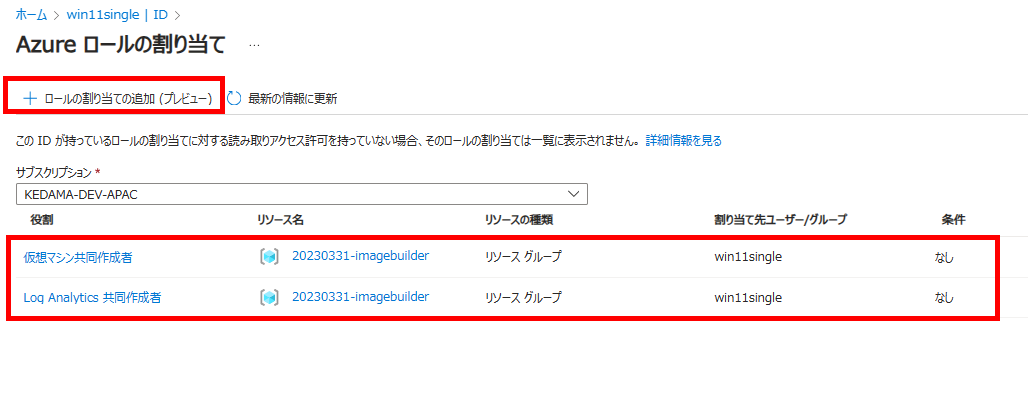 ホーム > win11single | ID >
Azure ロールの割り当て ...
+ ロールの割り当ての追加 (プレビュー) 最新の情報に更新
この ID が持っているロールの割り当てに対する読み取りアクセス許可を持っていない場合、そのロールの割り当ては一覧に表示されません。 詳細情報を見る
サブスクリプション *
KEDAMA-DEV-APAC
役割 リソース名 リソースの種類 割り当て先ユーザー/グループ 条件
仮想マシン共同作成者 20230331-imagebuilder リソース グループ win11single なし
Log Analytics 共同作成者 20230331-imagebuilder リソース グループ win11single なし